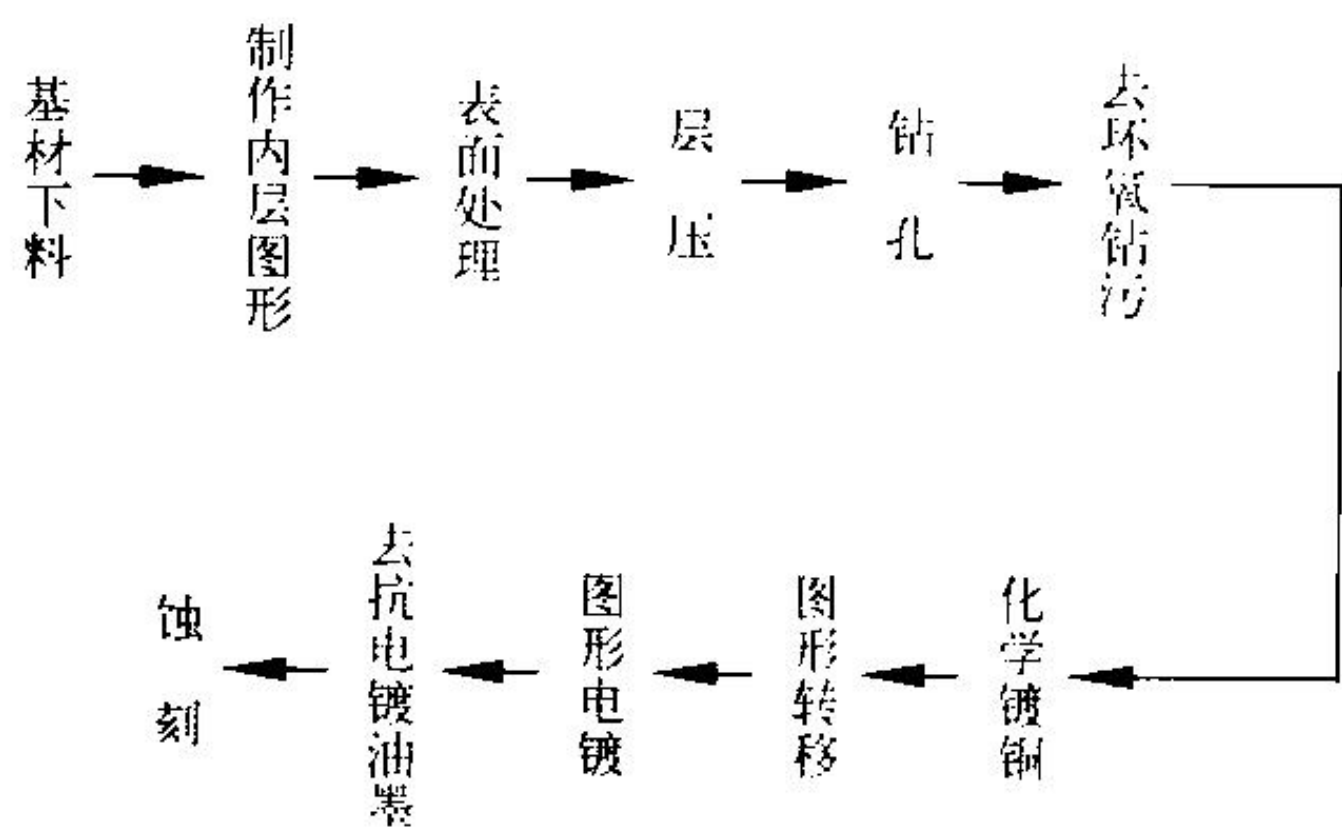 基材下料
制作内层图形
表面处理
层压
钻孔
去环氧钻污
化学镀铜
图形转移
图形电镀
去抗电镀油墨
蚀刻